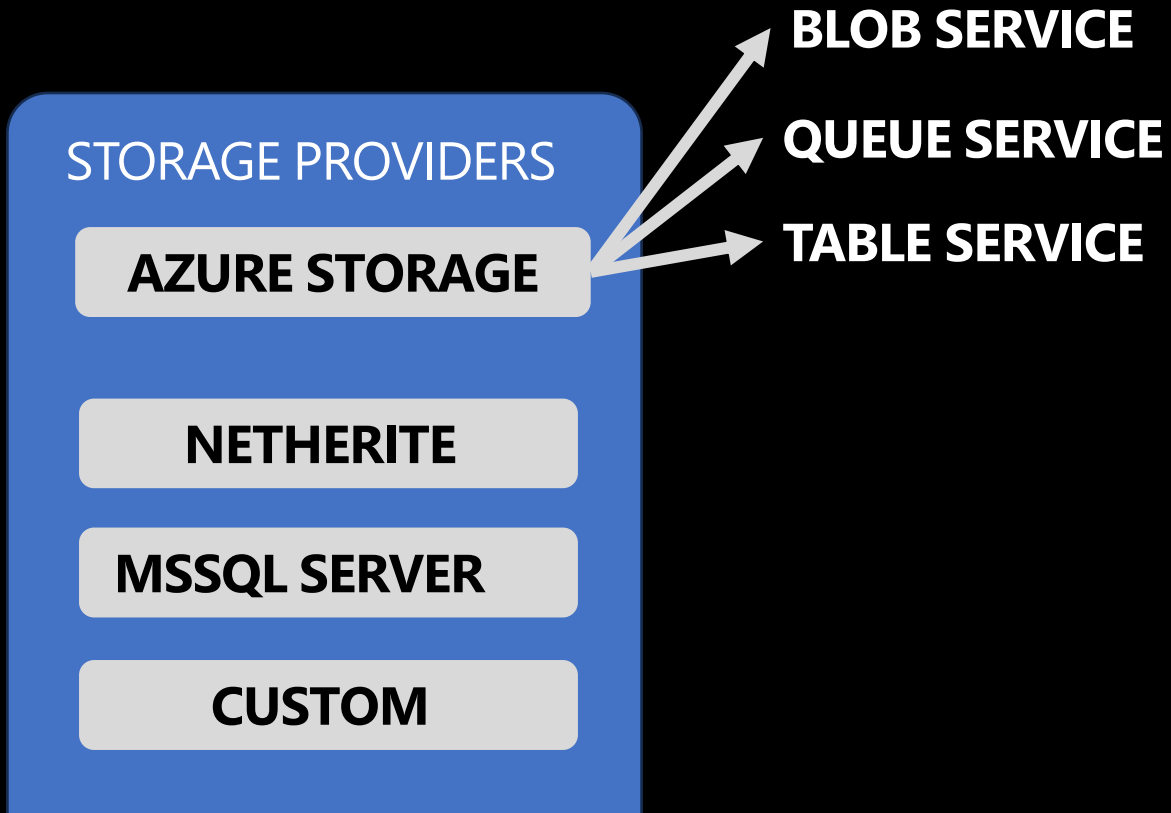 BLOB SERVICE
QUEUE SERVICE
TABLE SERVICE
STORAGE PROVIDERS
AZURE STORAGE
NETHERITE
MSSQL SERVER
CUSTOM